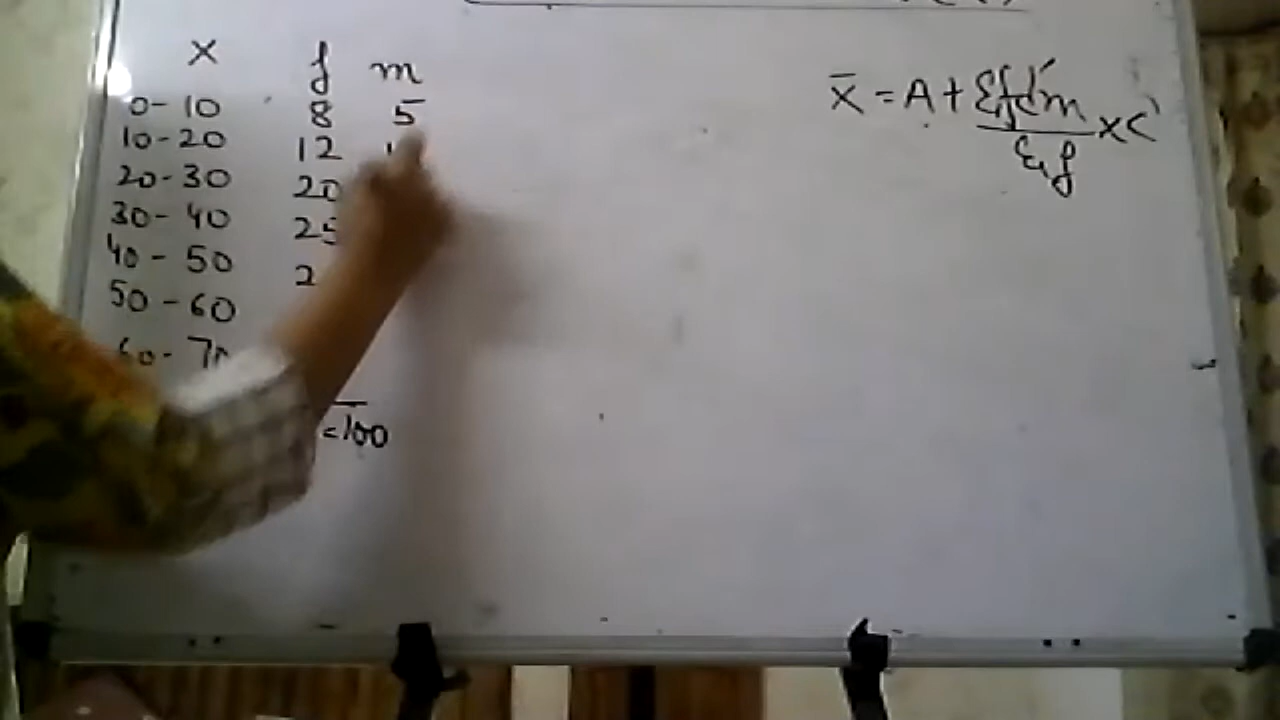 X f m
0-10 8 5
10-20 12
20-30 20
30-40 25
40-50 2
50-60
60-70
=100
x̄ = A + Σfd'm / Σf × C